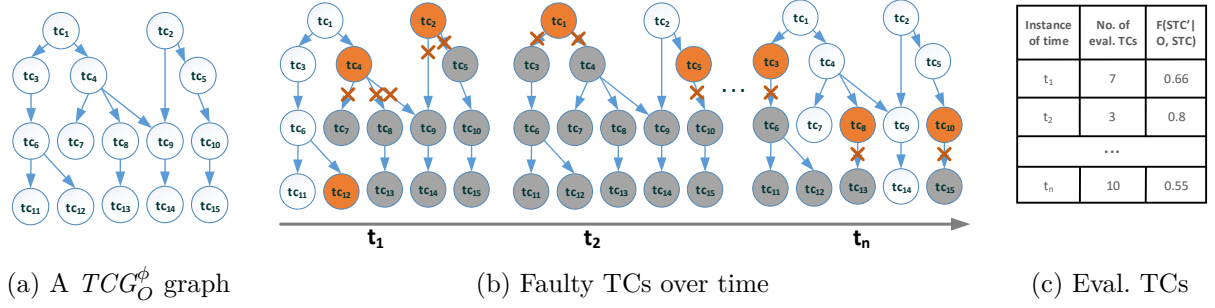 tc₁ tc₂
tc₃ tc₄ tc₅
tc₆ tc₇ tc₈ tc₉ tc₁₀
tc₁₁ tc₁₂ tc₁₃ tc₁₄ tc₁₅
(a) A TCG_O^ϕ graph
tc₁ tc₂
tc₃ tc₄ tc₅
tc₆ tc₇ tc₈ tc₉ tc₁₀
tc₁₁ tc₁₂ tc₁₃ tc₁₄ tc₁₅
t₁
tc₁ tc₂
tc₃ tc₄ tc₅
tc₆ tc₇ tc₈ tc₉ tc₁₀
tc₁₁ tc₁₂ tc₁₃ tc₁₄ tc₁₅
t₂
...
tc₁ tc₂
tc₃ tc₄ tc₅
tc₆ tc₇ tc₈ tc₉ tc₁₀
tc₁₁ tc₁₂ tc₁₃ tc₁₄ tc₁₅
tₙ
(b) Faulty TCs over time
Instance of time No. of eval. TCs F(STC'| O, STC)
t₁ 7 0.66
t₂ 3 0.8
...
tₙ 10 0.55
(c) Eval. TCs